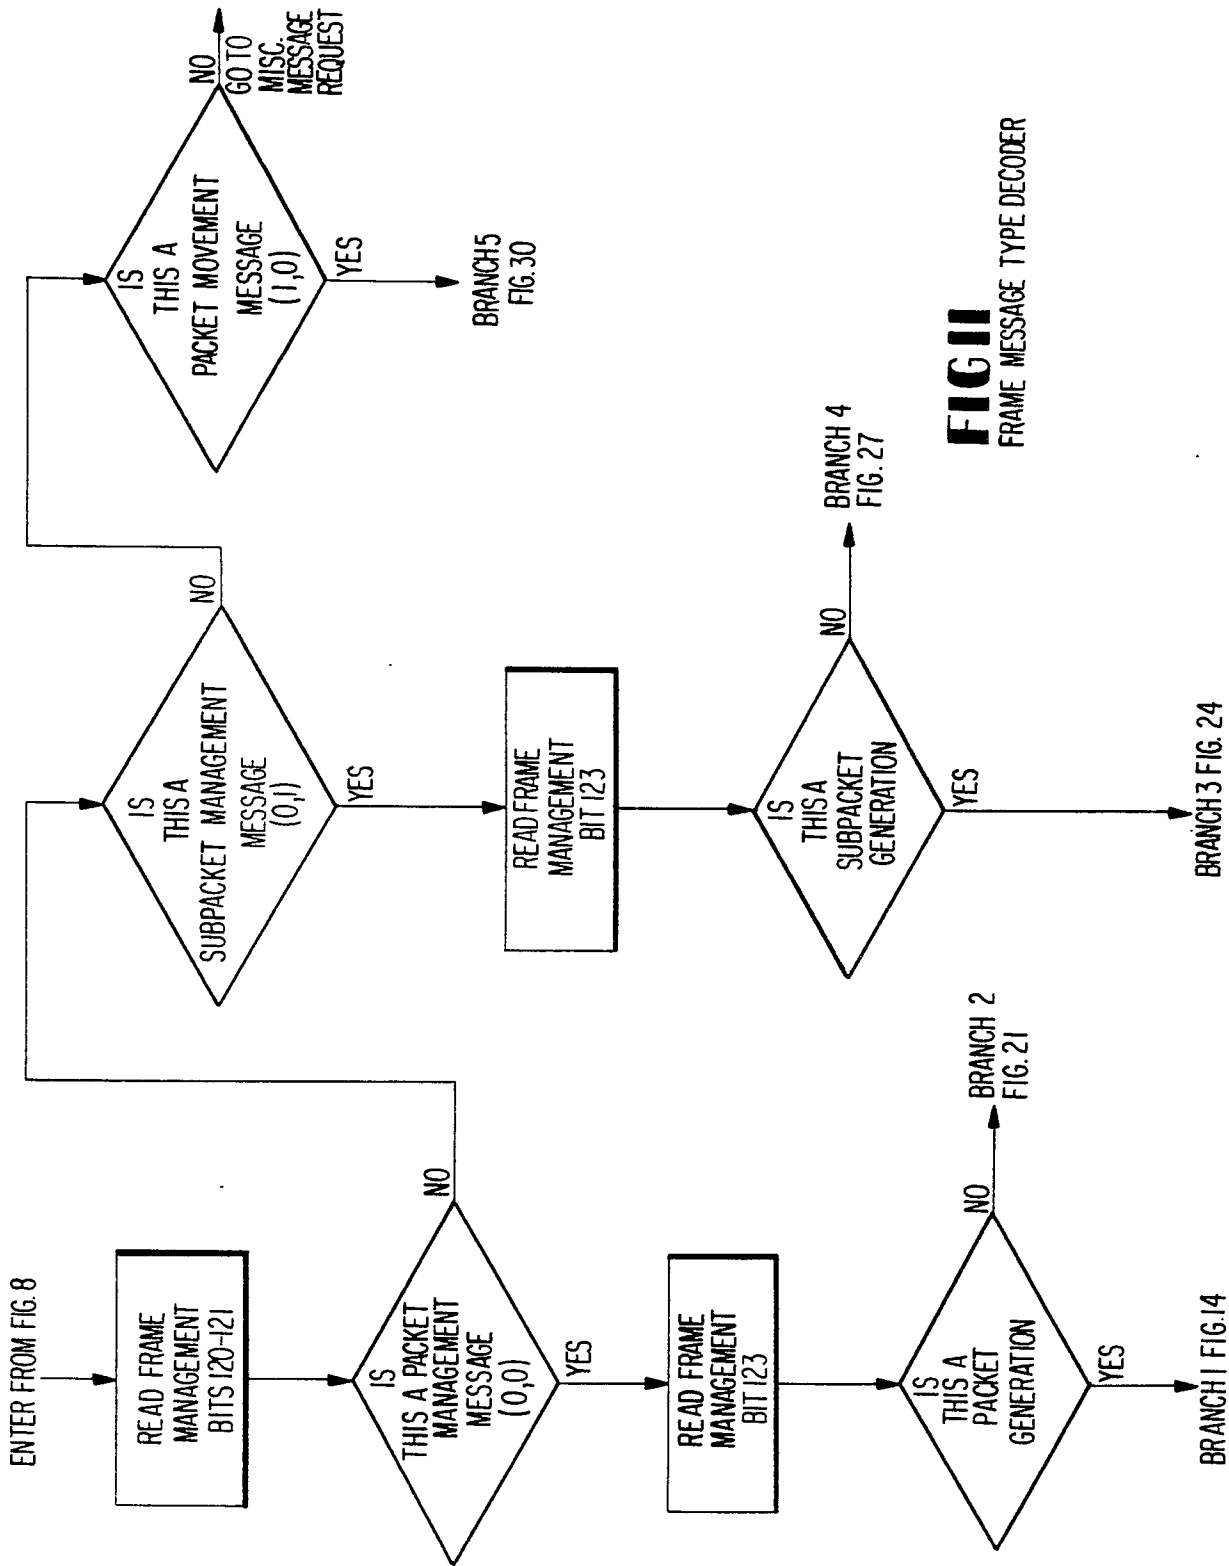 ENTER FROM FIG. 8
READ FRAME
MANAGEMENT
BITS 120-121
IS
THIS A PACKET
MANAGEMENT
MESSAGE
(0,0)
NO
YES
READ FRAME
MANAGEMENT
BIT 123
IS
THIS A
PACKET
GENERATION
NO
BRANCH 2
FIG. 21
YES
BRANCH 1 FIG. 14
IS
THIS A
SUBPACKET MANAGEMENT
MESSAGE
(0,1)
NO
YES
READ FRAME
MANAGEMENT
BIT 123
IS
THIS A
SUBPACKET
GENERATION
NO
BRANCH 4
FIG. 27
YES
BRANCH 3 FIG. 24
IS
THIS A
PACKET MOVEMENT
MESSAGE
(1,0)
NO
GO TO
MISC.
MESSAGE
REQUEST
YES
BRANCH 5
FIG. 30
FIG 11
FRAME MESSAGE TYPE DECODER